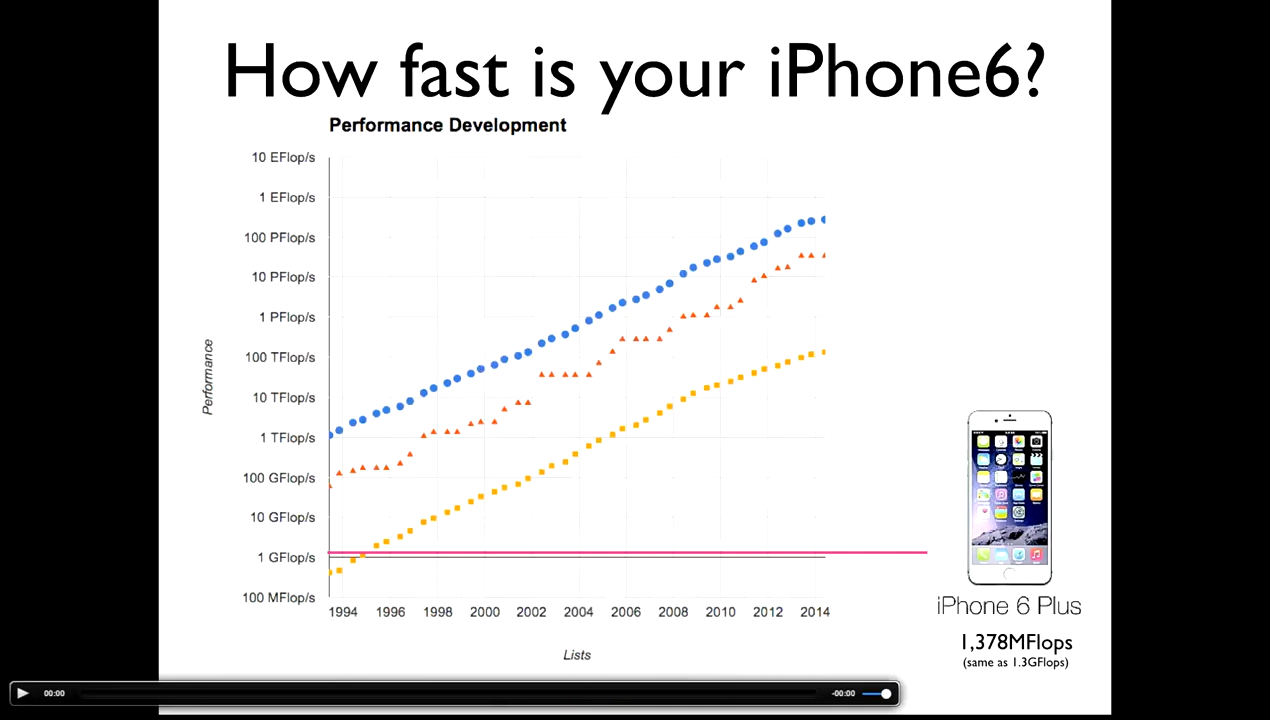 How fast is your iPhone6?
Performance Development
10 EFlop/s
1 EFlop/s
100 PFlop/s
10 PFlop/s
1 PFlop/s
100 TFlop/s
10 TFlop/s
1 TFlop/s
100 GFlop/s
10 GFlop/s
1 GFlop/s
100 MFlop/s
Performance
1994 1996 1998 2000 2002 2004 2006 2008 2010 2012 2014
Lists
iPhone 6 Plus
1,378MFlops
(same as 1.3GFlops)
00:00 -00:00